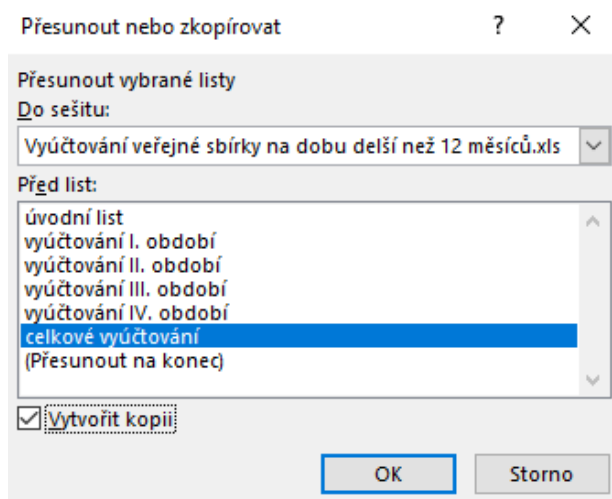 Přesunout nebo zkopírovat ? ×
Přesunout vybrané listy
Do sešitu:
Vyúčtování veřejné sbírky na dobu delší než 12 měsíců.xls
Před list:
úvodní list
vyúčtování I. období
vyúčtování II. období
vyúčtování III. období
vyúčtování IV. období
celkové vyúčtování
(Přesunout na konec)
Vytvořit kopii
OK Storno